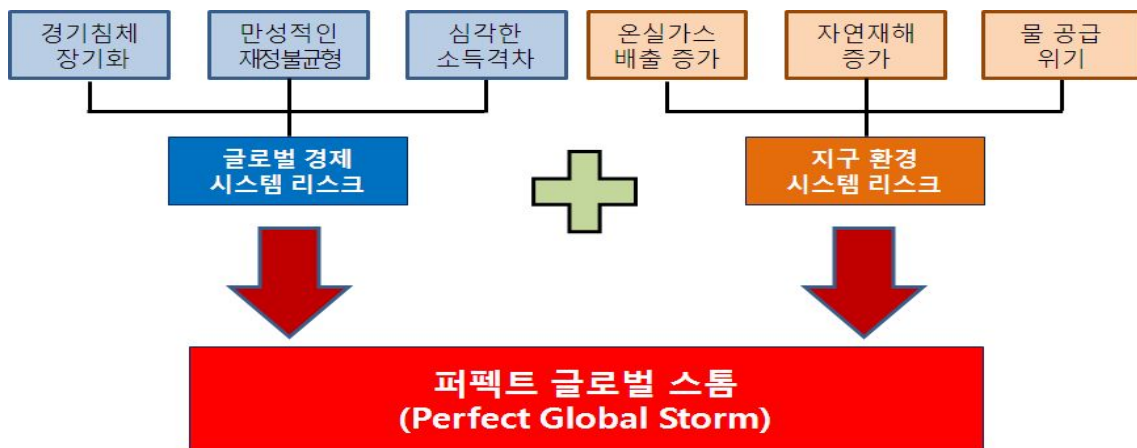 경기침체
장기화
만성적인
재정불균형
심각한
소득격차
온실가스
배출 증가
자연재해
증가
물 공급
위기
글로벌 경제
시스템 리스크
지구 환경
시스템 리스크
퍼펙트 글로벌 스톰
(Perfect Global Storm)